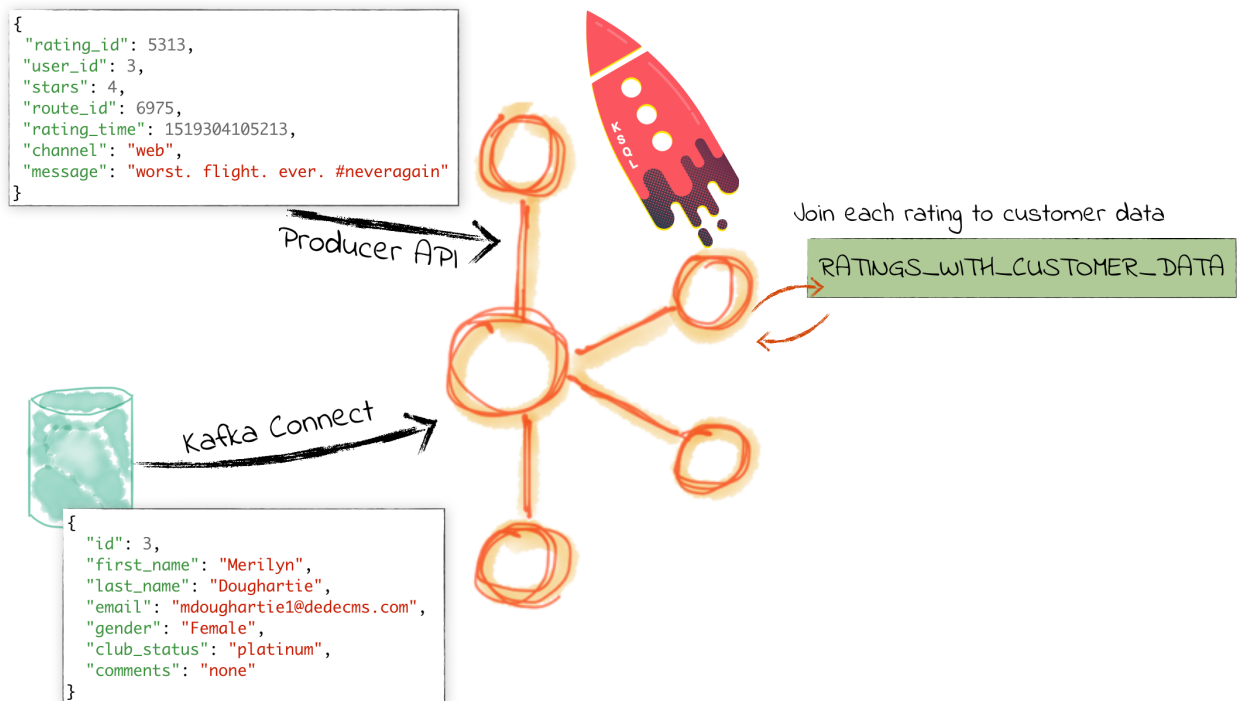 {
"rating_id": 5313,
"user_id": 3,
"stars": 4,
"route_id": 6975,
"rating_time": 1519304105213,
"channel": "web",
"message": "worst. flight. ever. #neveragain"
}
Producer API
KSQL
Join each rating to customer data
RATINGS_WITH_CUSTOMER_DATA
Kafka Connect
{
"id": 3,
"first_name": "Merilyn",
"last_name": "Doughartie",
"email": "mdoughartie1@dedecms.com",
"gender": "Female",
"club_status": "platinum",
"comments": "none"
}